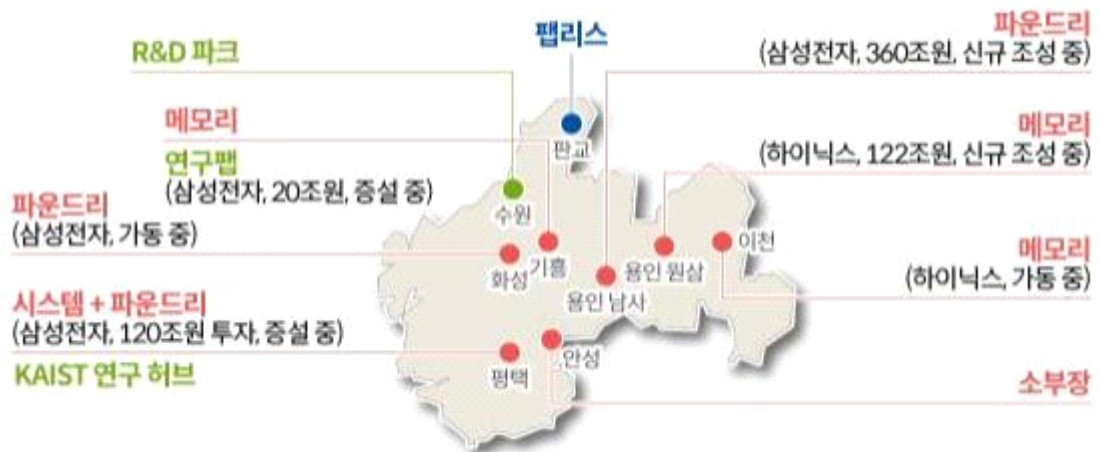 R&D 파크
팹리스
파운드리
(삼성전자, 360조원, 신규 조성 중)
메모리
연구팹
(삼성전자, 20조원, 증설 중)
메모리
(하이닉스, 122조원, 신규 조성 중)
파운드리
(삼성전자, 가동 중)
메모리
(하이닉스, 가동 중)
시스템 + 파운드리
(삼성전자, 120조원 투자, 증설 중)
KAIST 연구 허브
소부장
판교
수원
화성
기흥
용인 남사
용인 원삼
이천
평택
안성